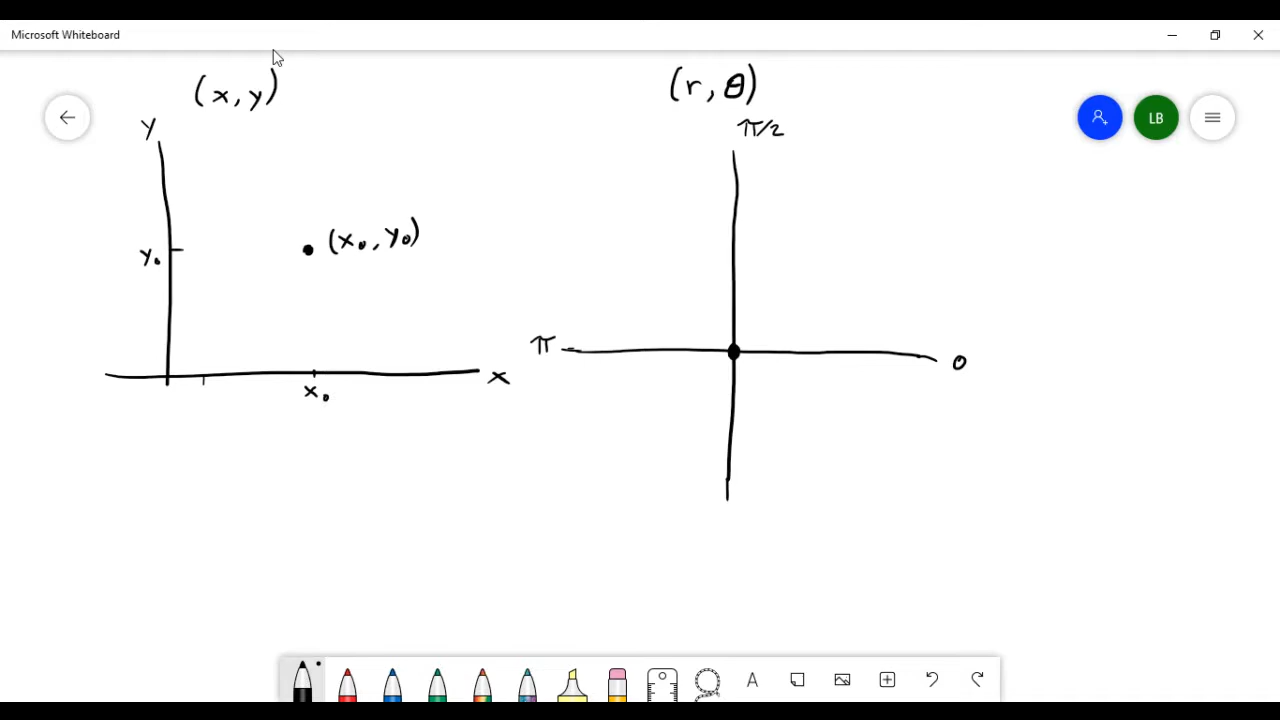 Microsoft Whiteboard
(x, y)
(r, θ)
y
π/2
LB
(x₀, y₀)
y₀
π
0
x
x₀
A